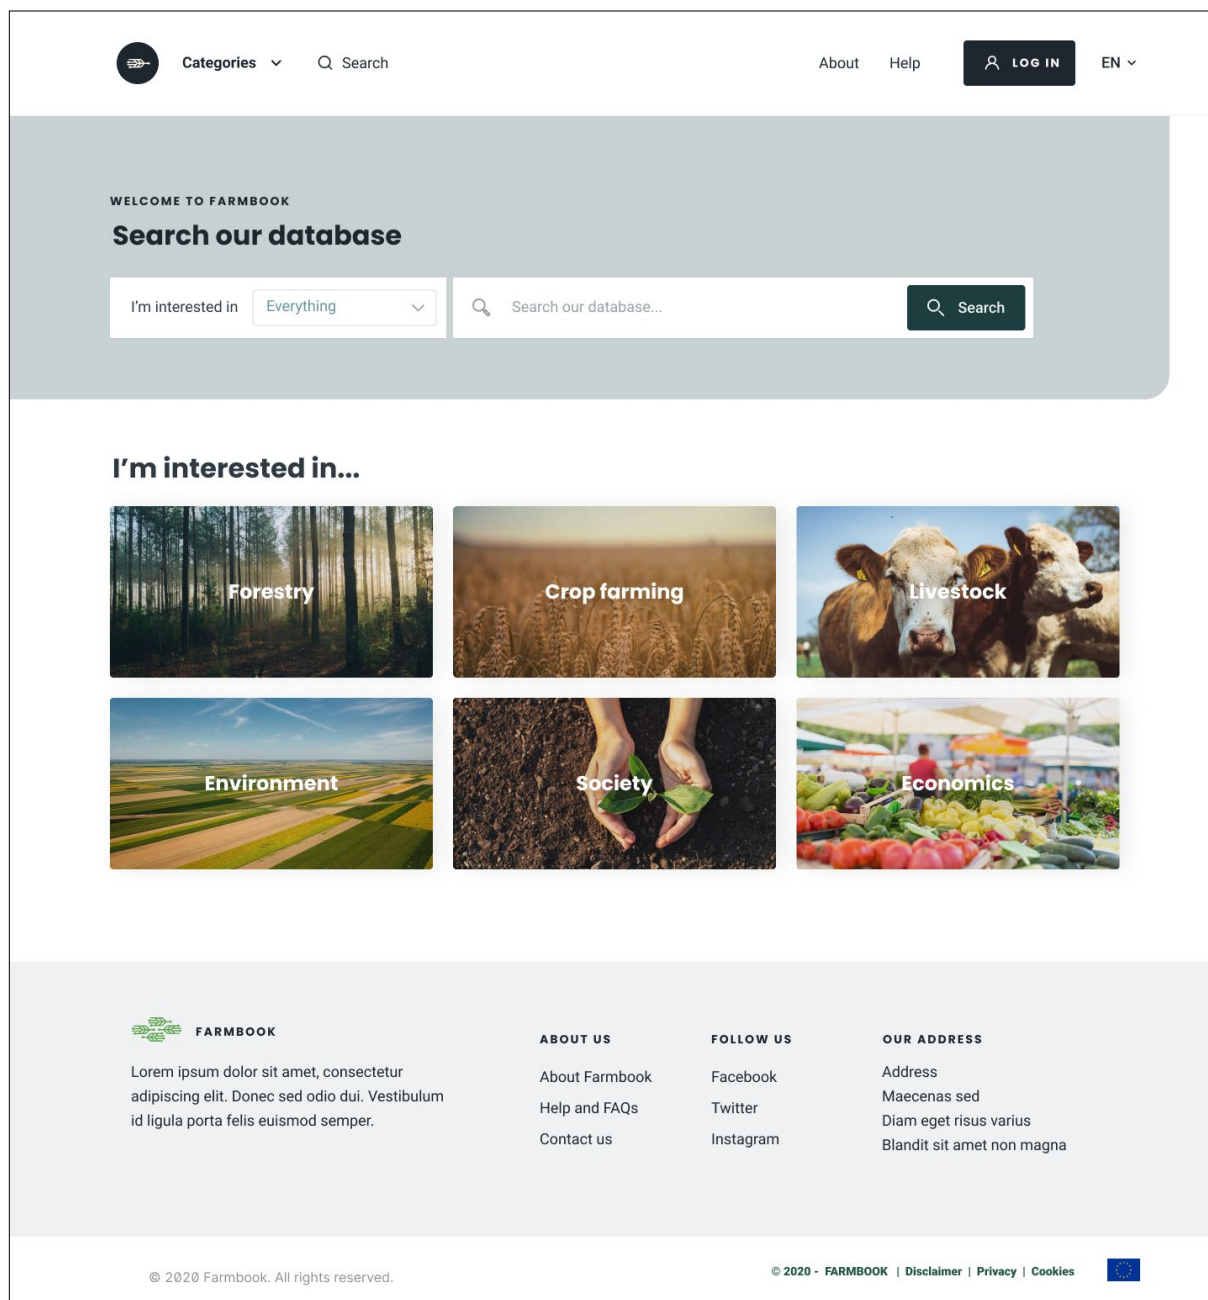 Categories
Search
About
Help
LOG IN
EN
WELCOME TO FARMBOOK
Search our database
I'm interested in
Everything
Search our database...
Search
I'm interested in...
Forestry
Crop farming
Livestock
Environment
Society
Economics
FARMBOOK
Lorem ipsum dolor sit amet, consectetur
adipiscing elit. Donec sed odio dui. Vestibulum
id ligula porta felis euismod semper.
ABOUT US
About Farmbook
Help and FAQs
Contact us
FOLLOW US
Facebook
Twitter
Instagram
OUR ADDRESS
Address
Maecenas sed
Diam eget risus varius
Blandit sit amet non magna
© 2020 Farmbook. All rights reserved.
© 2020 - FARMBOOK | Disclaimer | Privacy | Cookies